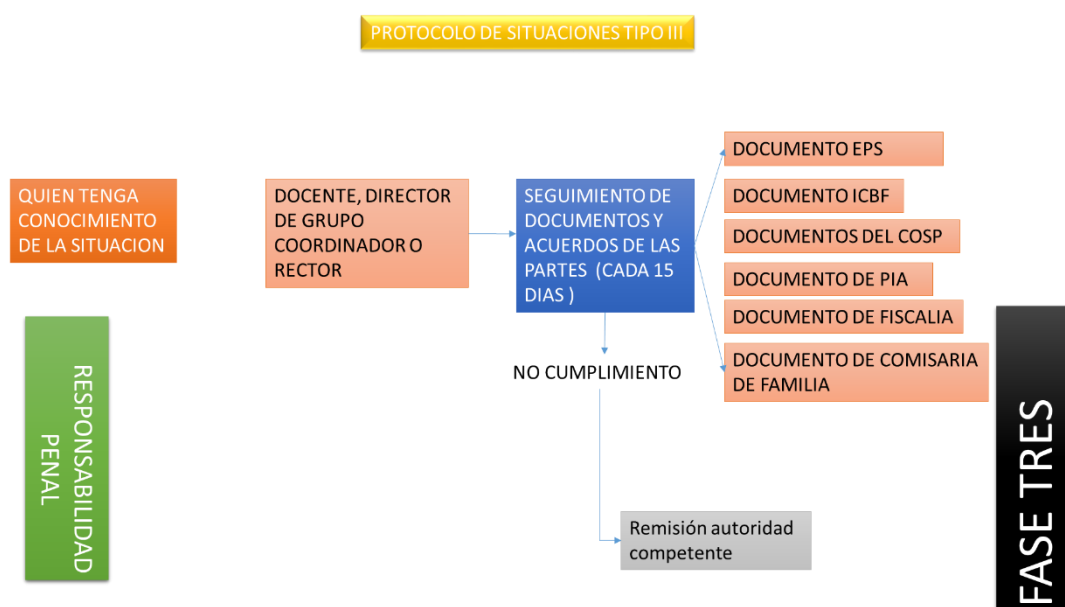 PROTOCOLO DE SITUACIONES TIPO III
QUIEN TENGA
CONOCIMIENTO
DE LA SITUACION
DOCENTE, DIRECTOR
DE GRUPO
COORDINADOR O
RECTOR
SEGUIMIENTO DE
DOCUMENTOS Y
ACUERDOS DE LAS
PARTES (CADA 15
DIAS )
DOCUMENTO EPS
DOCUMENTO ICBF
DOCUMENTOS DEL COSP
DOCUMENTO DE PIA
DOCUMENTO DE FISCALIA
DOCUMENTO DE COMISARIA
DE FAMILIA
NO CUMPLIMIENTO
Remisión autoridad
competente
RESPONSABILIDAD
PENAL
FASE TRES